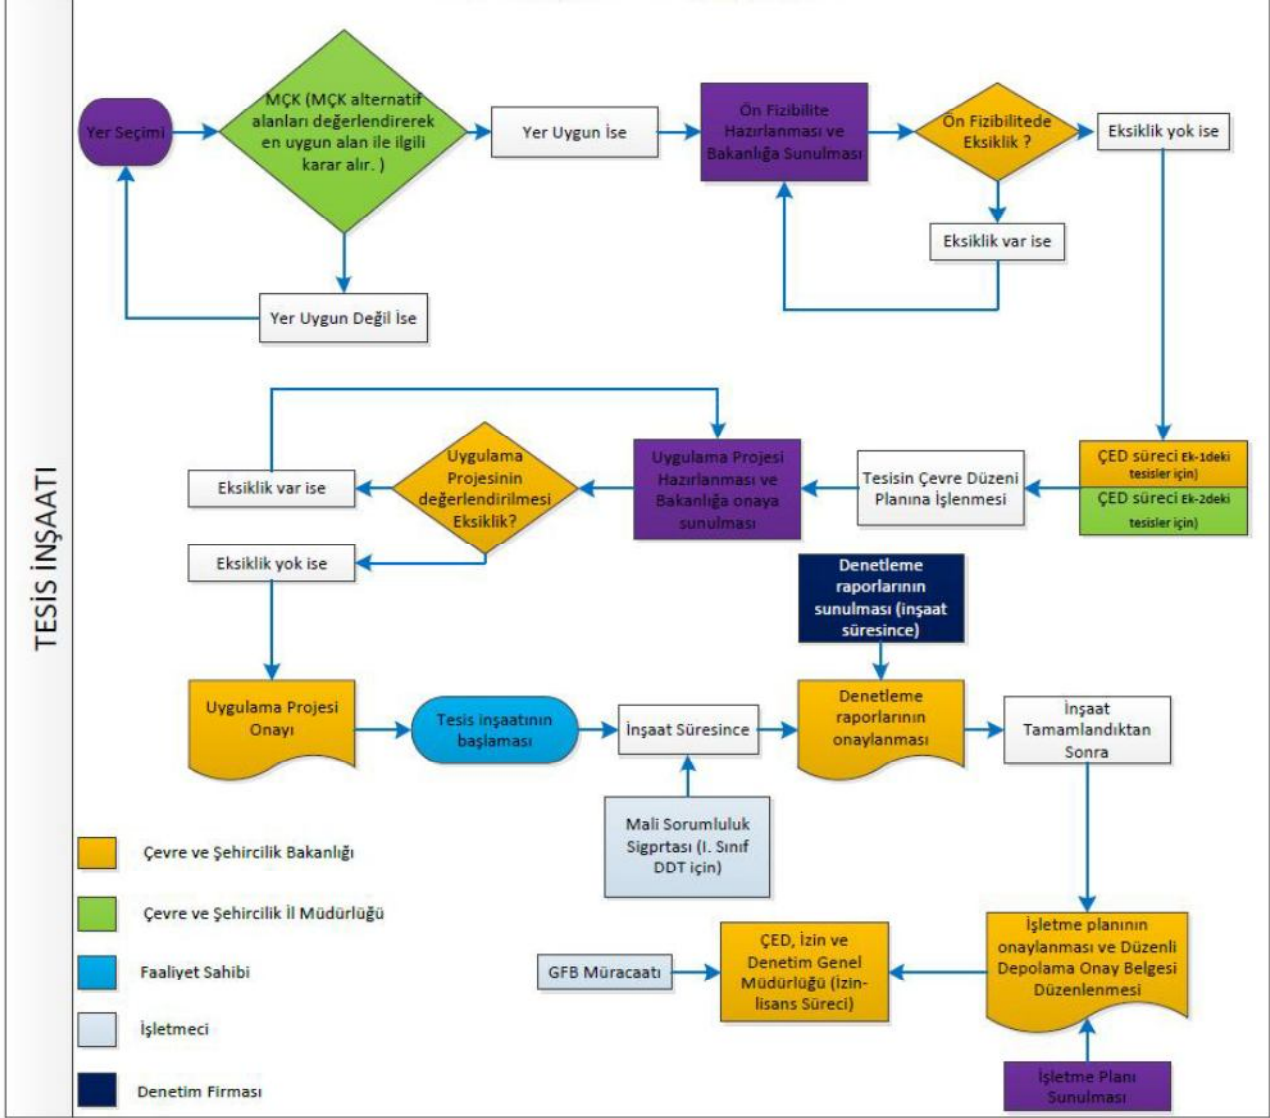 TESİS İNŞAATI
Yer Seçimi
MÇK (MÇK alternatif
alanları değerlendirerek
en uygun alan ile ilgili
karar alır. )
Yer Uygun İse
Ön Fizibilite
Hazırlanması ve
Bakanlığa Sunulması
Ön Fizibilitede
Eksiklik ?
Eksiklik yok ise
Eksiklik var ise
Yer Uygun Değil İse
ÇED süreci Ek-1deki
tesisler için)
ÇED süreci Ek-2deki
tesisler için)
Tesisin Çevre Düzeni
Planına İşlenmesi
Uygulama Projesi
Hazırlanması ve
Bakanlığa onaya
sunulması
Uygulama
Projesinin
değerlendirilmesi
Eksiklik?
Eksiklik var ise
Eksiklik yok ise
Denetleme
raporlarının
sunulması (inşaat
süresince)
Uygulama Projesi
Onayı
Tesis inşaatının
başlaması
İnşaat Süresince
Denetleme
raporlarının
onaylanması
İnşaat
Tamamlandıktan
Sonra
Mali Sorumluluk
Sigprtası (I. Sınıf
DDT için)
İşletme planının
onaylanması ve Düzenli
Depolama Onay Belgesi
Düzenlenmesi
ÇED, İzin ve
Denetim Genel
Müdürlüğü (İzin-
lisans Süreci)
GFB Müracaatı
İşletme Planı
Sunulması
Çevre ve Şehircilik Bakanlığı
Çevre ve Şehircilik İl Müdürlüğü
Faaliyet Sahibi
İşletmeci
Denetim Firması